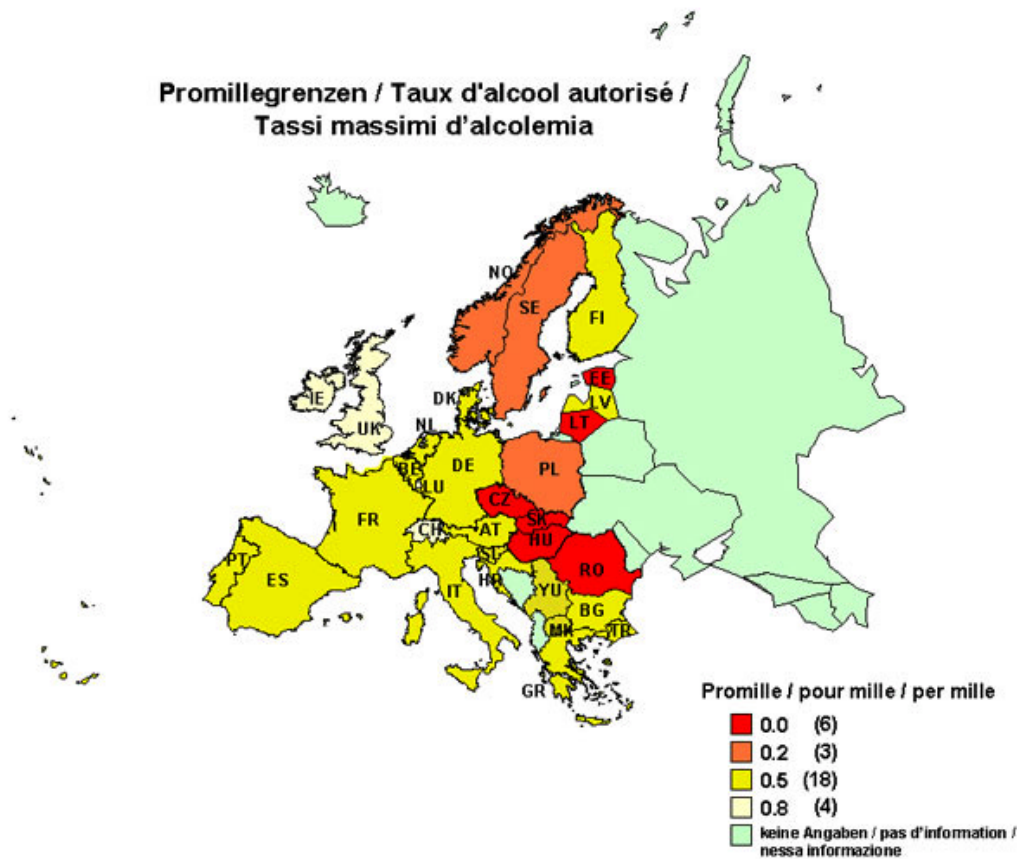 Promillegrenzen / Taux d'alcool autorisé /
Tassi massimi d'alcolemia
NO
SE
FI
EE
DK
LV
IE
LT
UK
NL
BE
DE
PL
LU
CZ
SK
FR
CH
AT
HU
SL
RO
PT
ES
HR
YU
IT
BG
MK
TR
GR
Promille / pour mille / per mille
0.0 (6)
0.2 (3)
0.5 (18)
0.8 (4)
keine Angaben / pas d'information /
nessa informazione